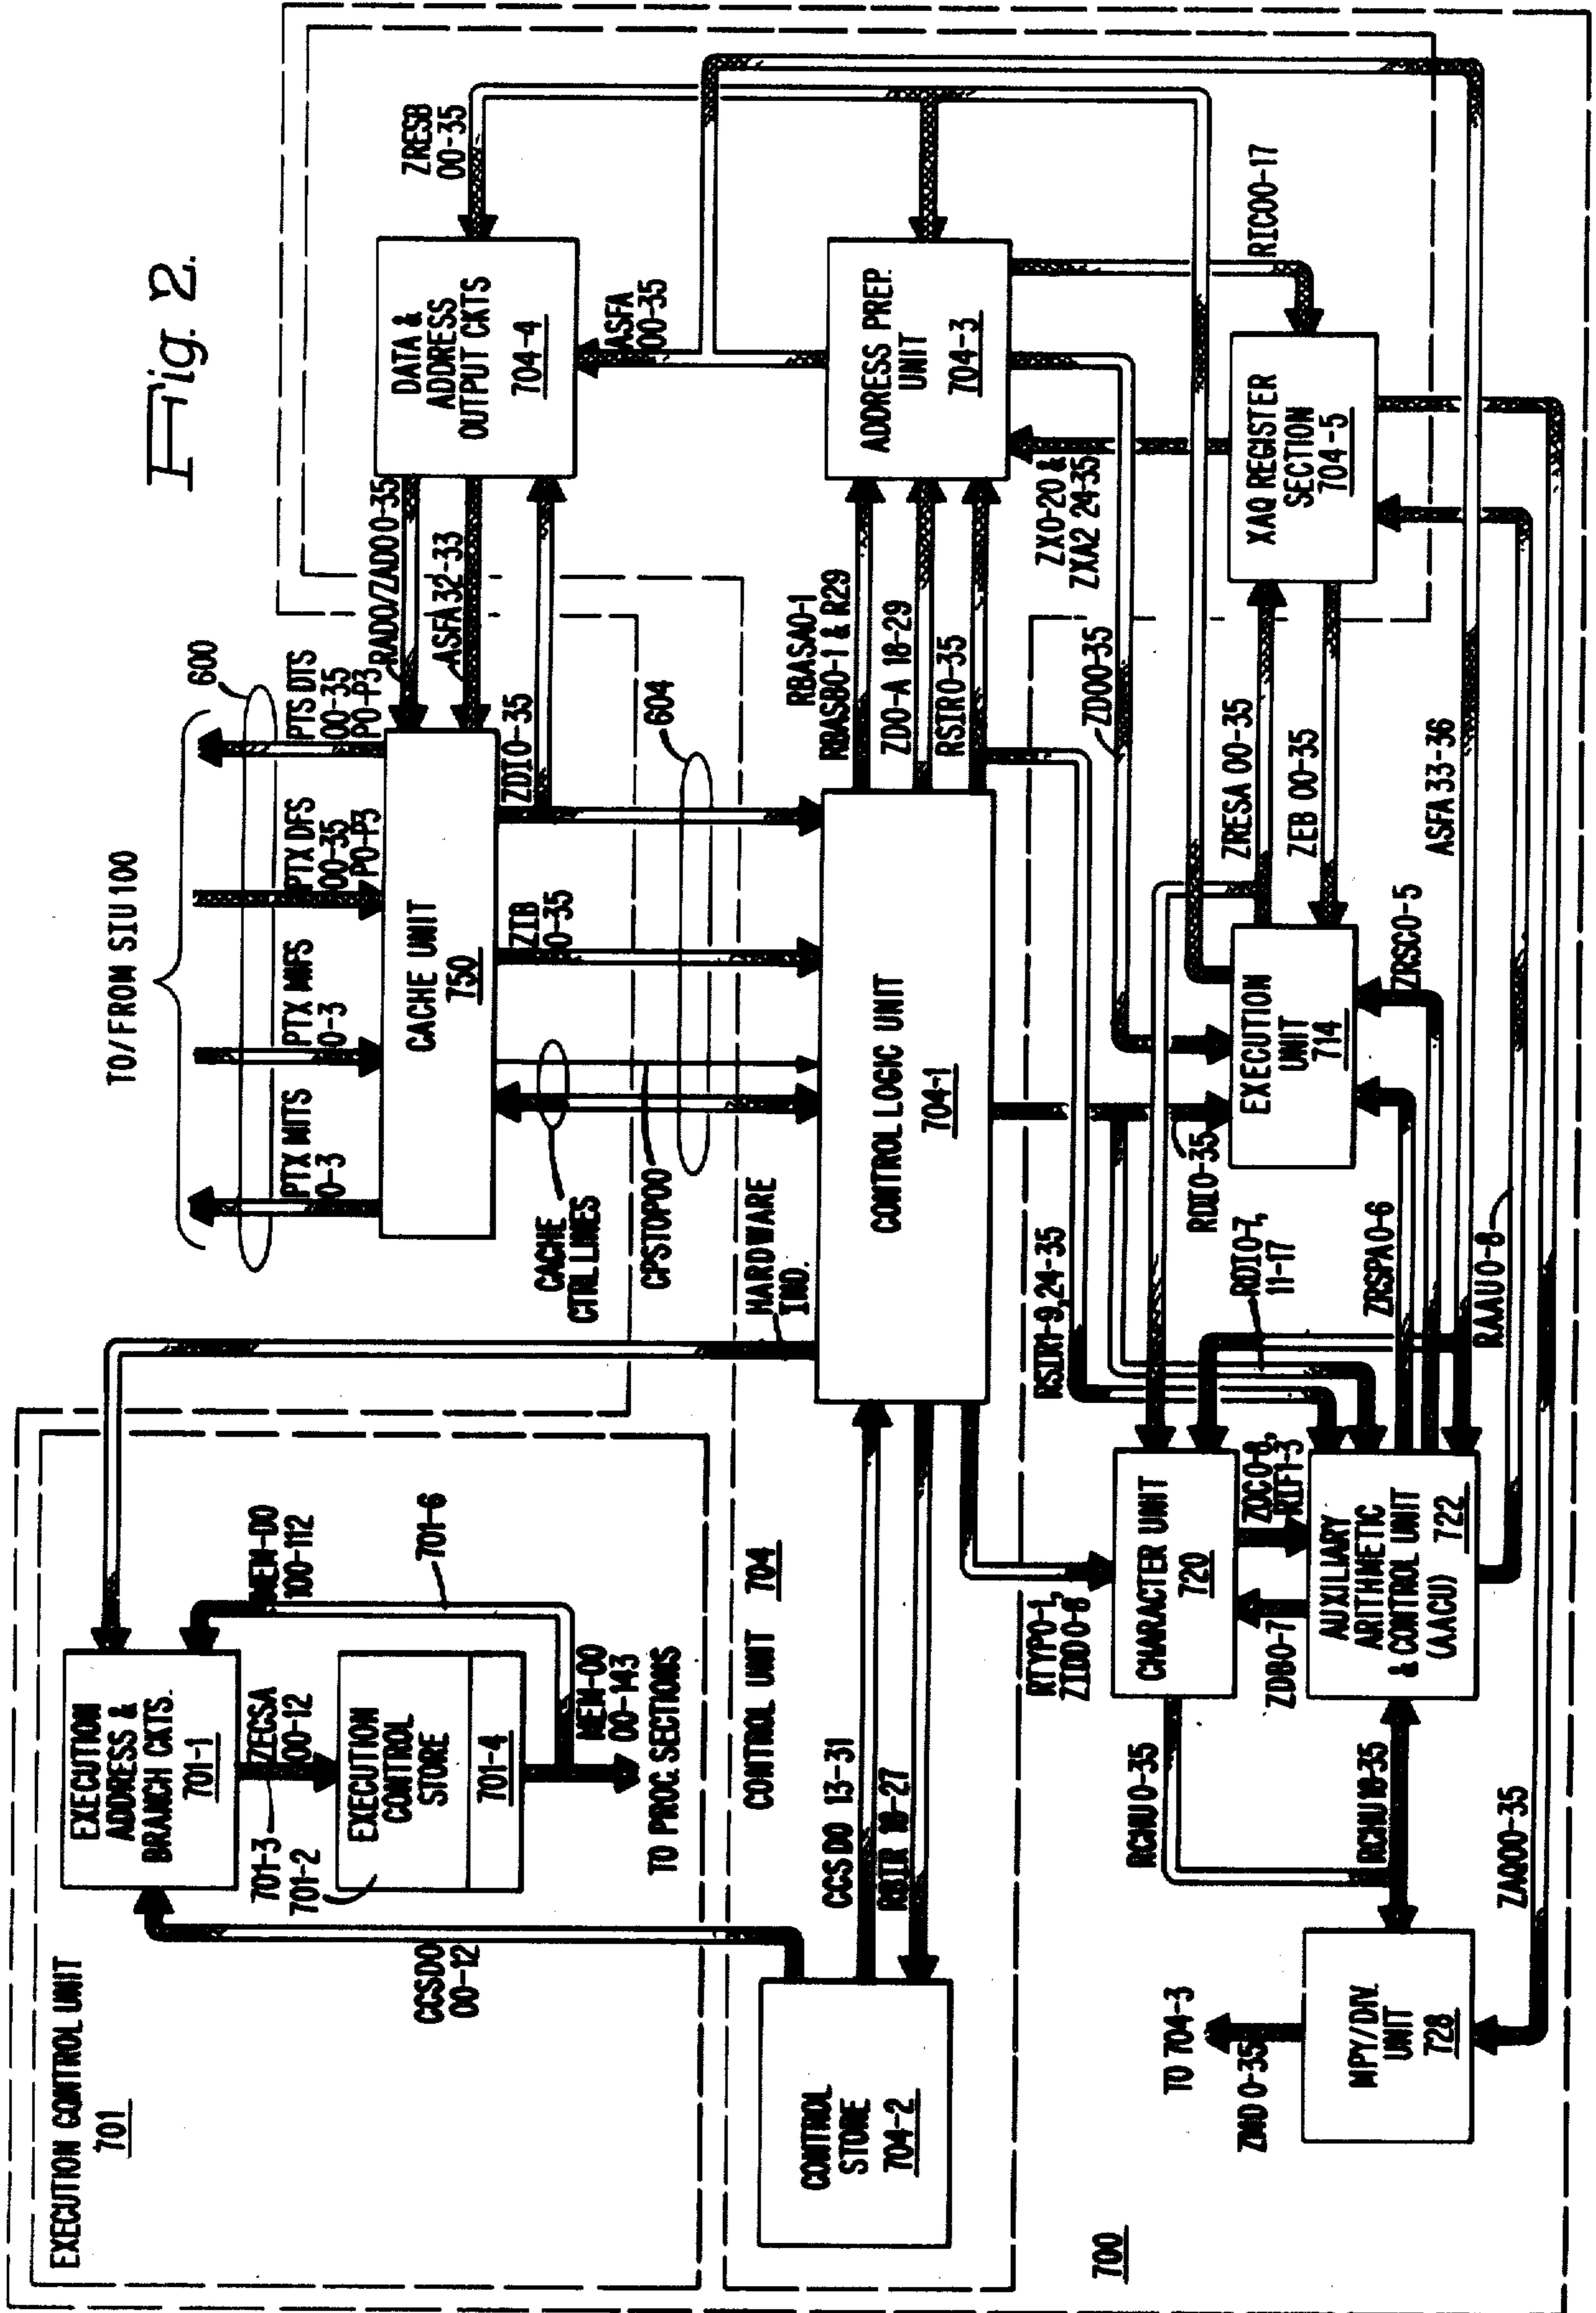 Fig. 2.
TO/FROM SIU 100
600
PTX MITS
0-3
PTX MIFS
0-3
PTX DFS
00-35
P0-P3
PTS DTS
00-35
P0-P3
EXECUTION CONTROL UNIT
701
EXECUTION
ADDRESS &
BRANCH CKTS.
701-1
MEM-DO
100-112
ZECSA
00-12
701-3
701-2
EXECUTION
CONTROL
STORE
701-4
701-6
MEM-DO
00-143
TO PROC. SECTIONS
CCSDO
00-12
CACHE UNIT
750
RADO/ZADO 0-35
ASFA 32-33
DATA &
ADDRESS
OUTPUT CKTS
704-4
ZRESB
00-35
ASFA
00-35
ZDI0-35
ZIB
0-35
CACHE
CTRL LINES
CPSTOP00
604
HARDWARE
IND.
CONTROL UNIT 704
CONTROL
STORE
704-2
CCSDO 13-31
RBIR 18-27
CONTROL LOGIC UNIT
704-1
RBASA0-1
RBASB0-1 & R29
ZDO-A 18-29
RSIR0-35
ADDRESS PREP.
UNIT
704-3
RIC00-17
ZX0-20 &
ZXA2 24-35
ZDO0-35
XAQ REGISTER
SECTION
704-5
ZRESA 00-35
ZEB 00-35
EXECUTION
UNIT
714
RDI0-35
RSIR1-9,24-35
RDI0-7,
11-17
ZRSPA0-6
ZRSC0-5
ASFA 33-36
RAAU0-8
RTYP0-1,
ZIDD0-8
CHARACTER UNIT
720
ZOC0-8,
RIF1-3
ZDB0-7
AUXILIARY
ARITHMETIC
& CONTROL UNIT
(AACU) 722
RCHU0-35
RCHU18-35
ZAQ00-35
TO 704-3
ZMD 0-35
MPY/DIV.
UNIT
728
700